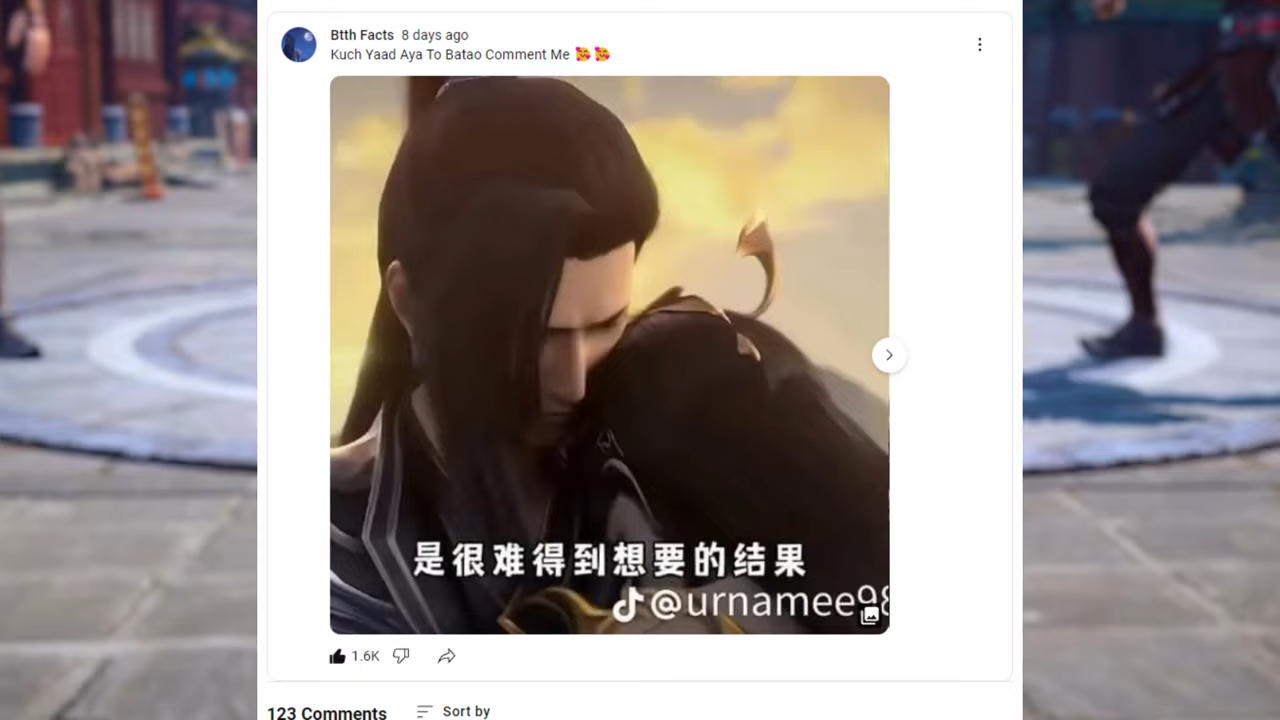 Btth Facts 8 days ago
Kuch Yaad Aya To Batao Comment Me 🥰 🥰
是很难得到想要的结果
@urnamee98
1.6K
123 Comments
Sort by